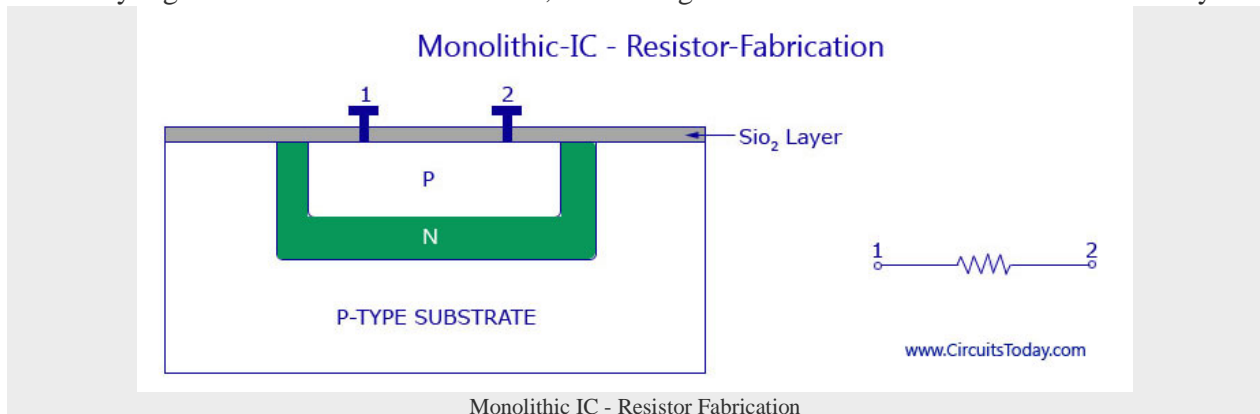 Monolithic-IC - Resistor-Fabrication
1 2
Sio₂ Layer
P
N
1 2
P-TYPE SUBSTRATE
www.CircuitsToday.com
Monolithic IC - Resistor Fabrication